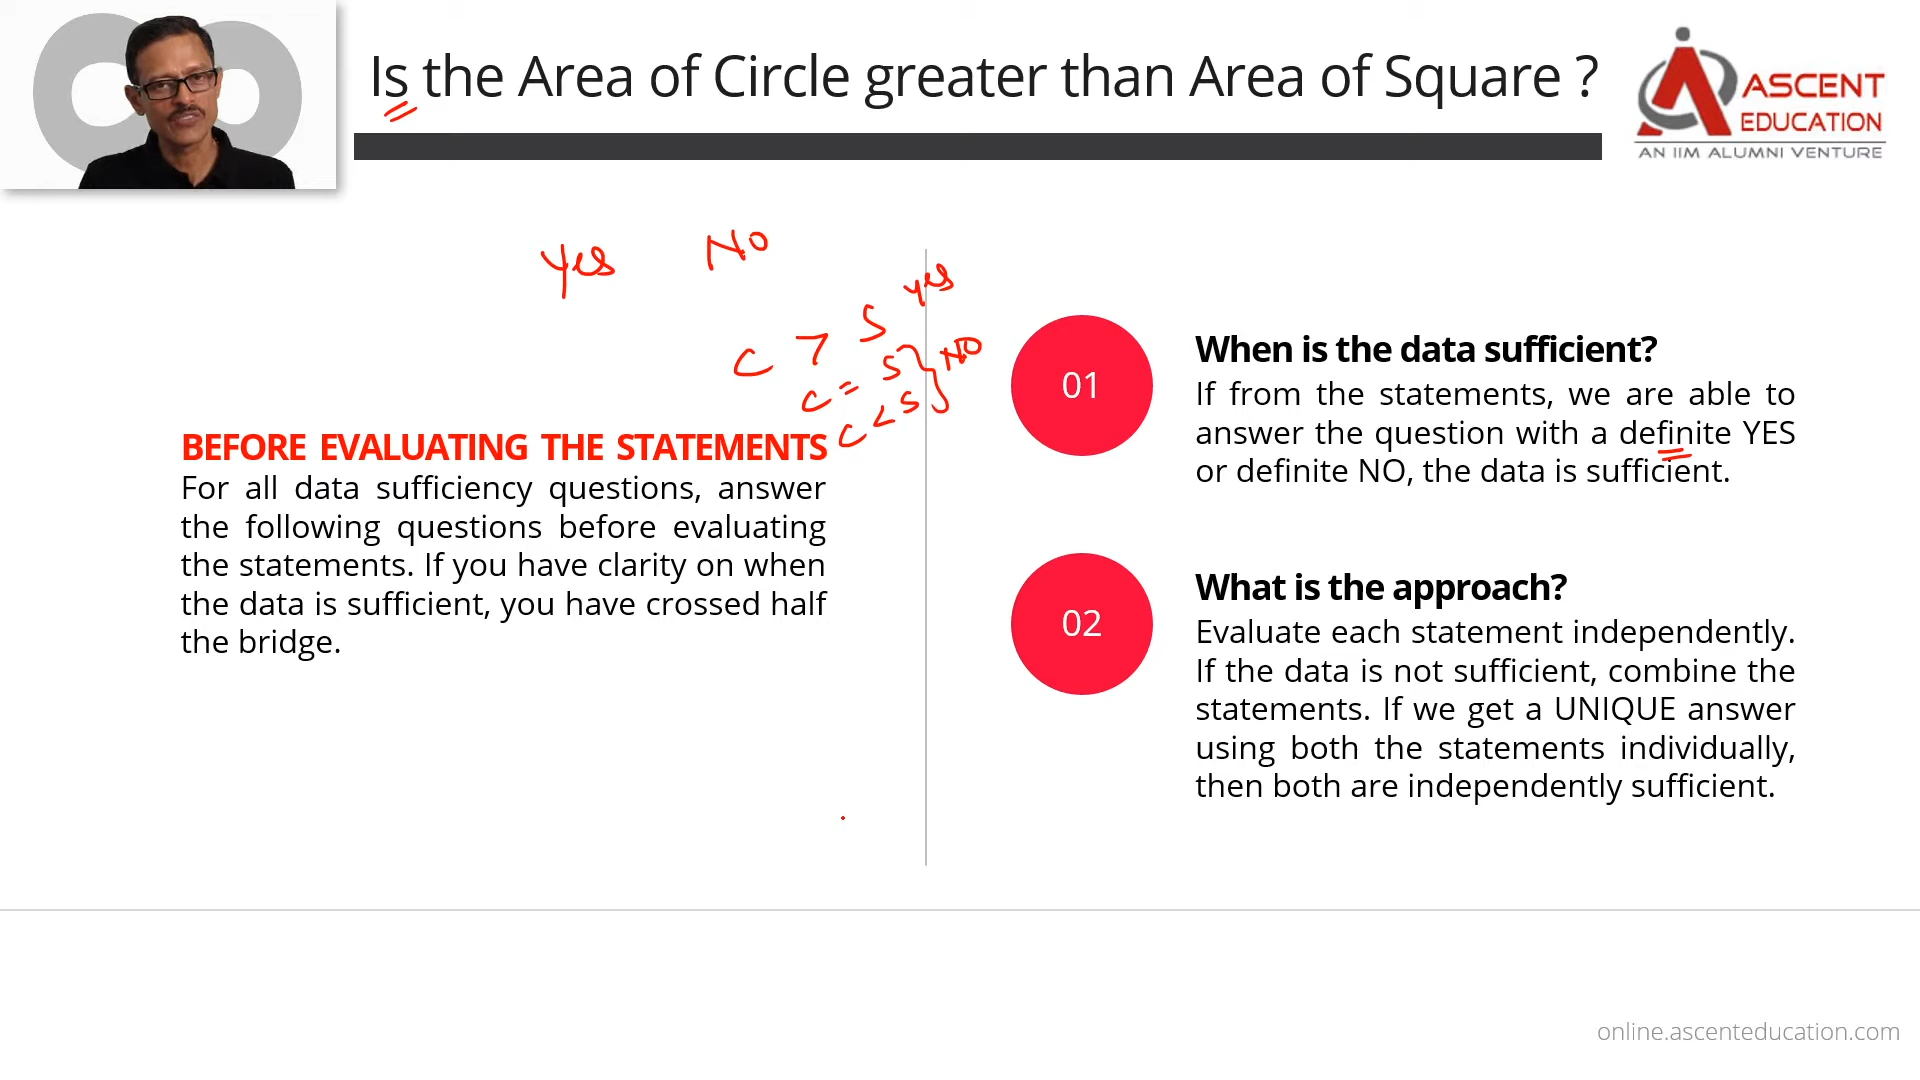 Is the Area of Circle greater than Area of Square ?
ASCENT
EDUCATION
AN IIM ALUMNI VENTURE
Yes No
C > S yes
C = S
C < S
NO
BEFORE EVALUATING THE STATEMENTS
For all data sufficiency questions, answer
the following questions before evaluating
the statements. If you have clarity on when
the data is sufficient, you have crossed half
the bridge.
01
When is the data sufficient?
If from the statements, we are able to
answer the question with a definite YES
or definite NO, the data is sufficient.
02
What is the approach?
Evaluate each statement independently.
If the data is not sufficient, combine the
statements. If we get a UNIQUE answer
using both the statements individually,
then both are independently sufficient.
online.ascenteducation.com